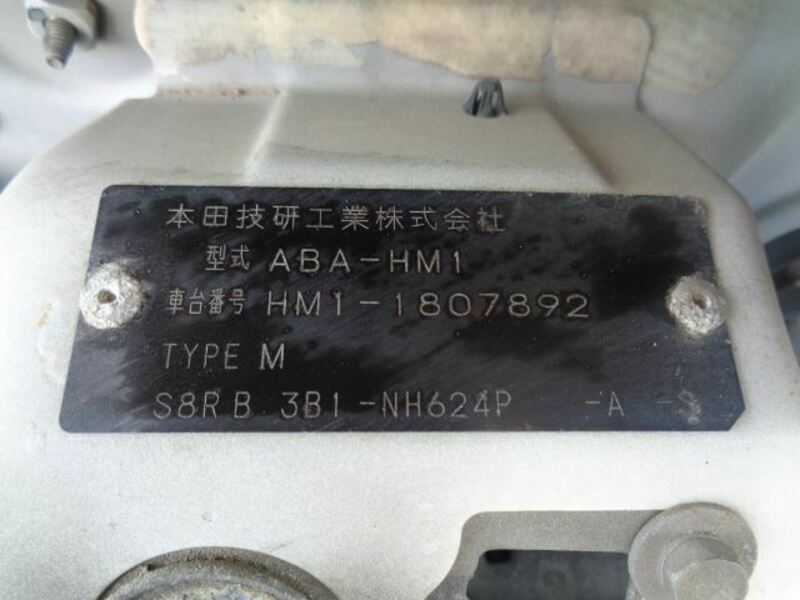 本田技研工業株式会社
型式 ABA-HM1
車台番号 HM1-1807892
TYPE M
S8RB 3B1-NH624P -A -S